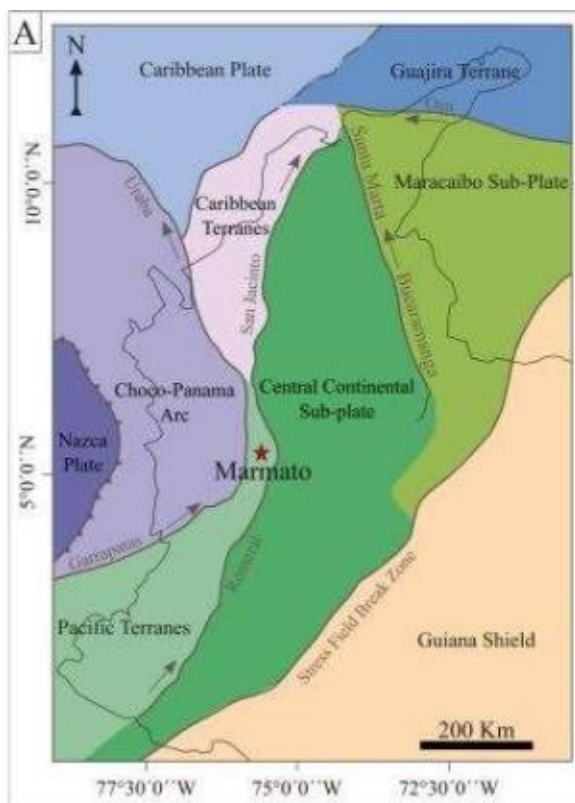 A
N
Caribbean Plate
Guajira Terrane
Oca
10°0´0´´N
Uraba
Caribbean
Terranes
Santa Marta
Maracaibo Sub-Plate
San Jacinto
Bucaramanga
Choco-Panama
Arc
Central Continental
Sub-plate
Nazca
Plate
Marmato
5°0´0´´N
Garrapatas
Romeral
Pacific Terranes
Stress Field Break Zone
Guiana Shield
200 Km
77°30´0´´W
75°0´0´´W
72°30´0´´W